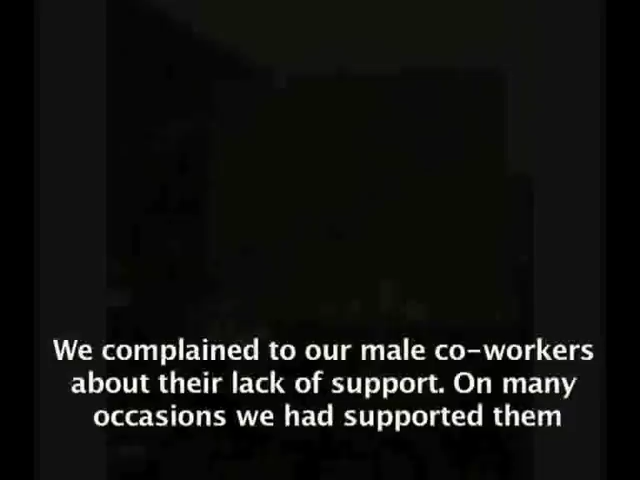 We complained to our male co-workers
about their lack of support. On many
occasions we had supported them